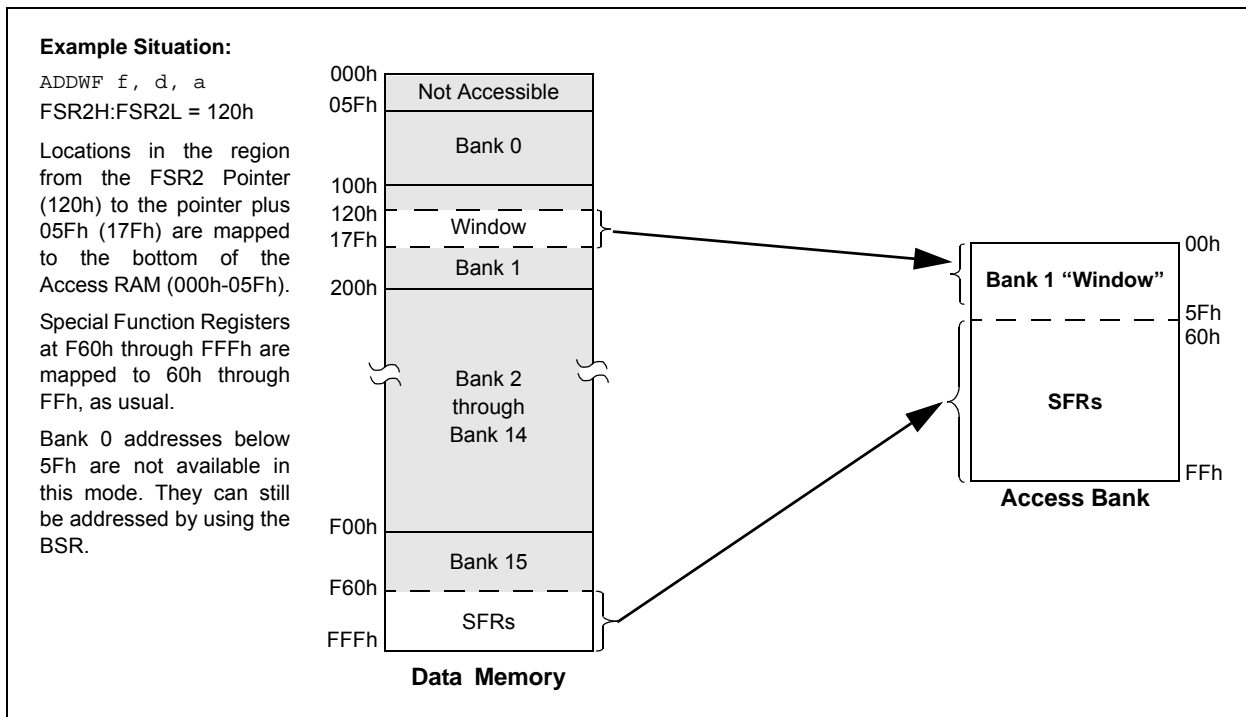 Example Situation:
ADDWF f, d, a
FSR2H:FSR2L = 120h
Locations in the region
from the FSR2 Pointer
(120h) to the pointer plus
05Fh (17Fh) are mapped
to the bottom of the
Access RAM (000h-05Fh).
Special Function Registers
at F60h through FFFh are
mapped to 60h through
FFh, as usual.
Bank 0 addresses below
5Fh are not available in
this mode. They can still
be addressed by using the
BSR.
000h
Not Accessible
05Fh
Bank 0
100h
120h
Window
17Fh
Bank 1
200h
Bank 2
through
Bank 14
F00h
Bank 15
F60h
SFRs
FFFh
Data Memory
00h
Bank 1 “Window”
5Fh
60h
SFRs
FFh
Access Bank